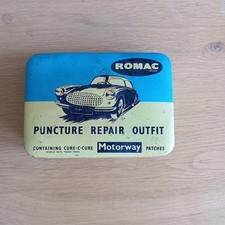 ROMAC
PUNCTURE REPAIR OUTFIT
CONTAINING CURE-C-CURE Motorway PATCHES